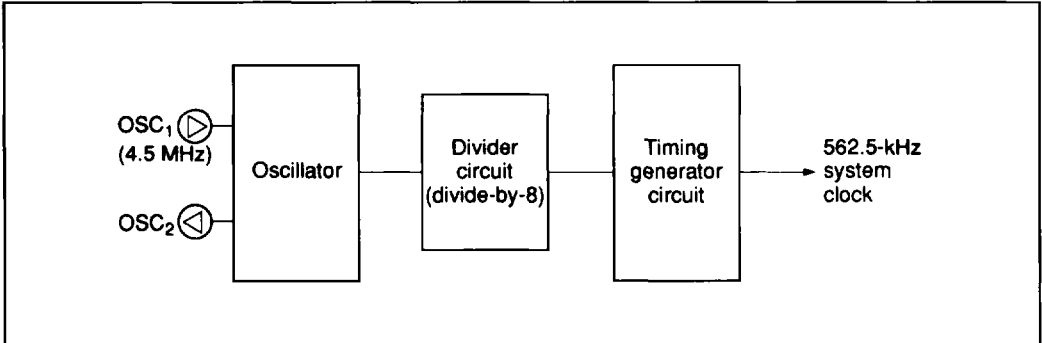 OSC₁
(4.5 MHz)
OSC₂
Oscillator
Divider
circuit
(divide-by-8)
Timing
generator
circuit
562.5-kHz
system
clock